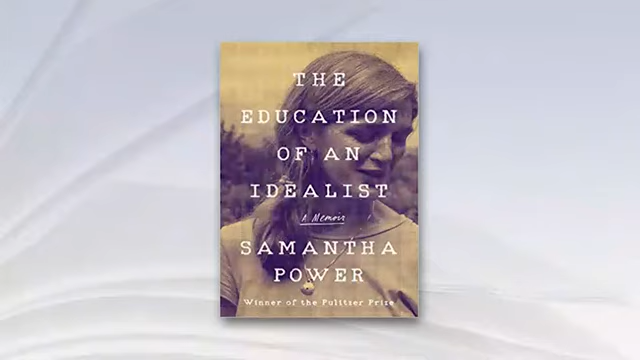 THE
EDUCATION
OF AN
IDEALIST
A Memoir
SAMANTHA
POWER
Winner of the Pulitzer Prize